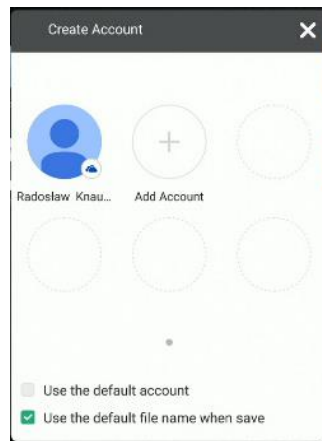 Create Account
Radosław Knau... Add Account
Use the default account
Use the default file name when save